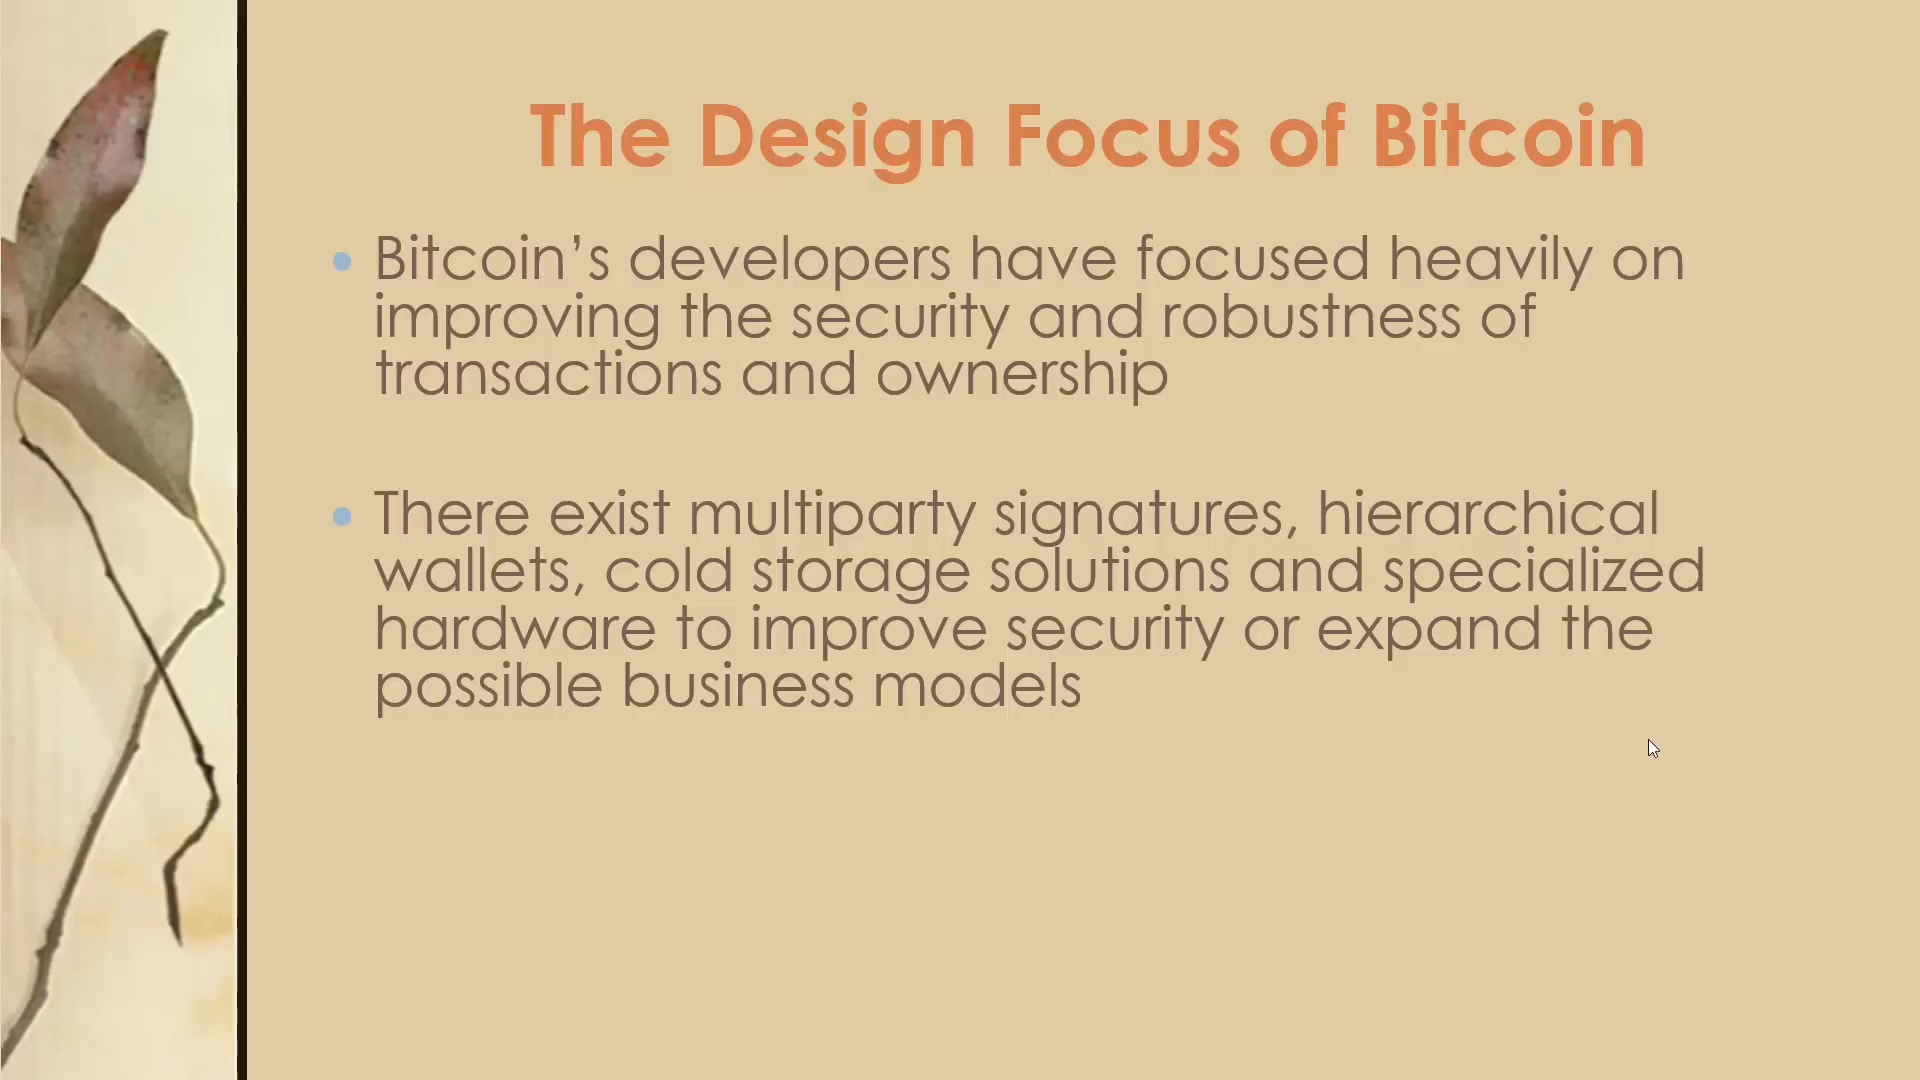 The Design Focus of Bitcoin
• Bitcoin’s developers have focused heavily on
improving the security and robustness of
transactions and ownership
• There exist multiparty signatures, hierarchical
wallets, cold storage solutions and specialized
hardware to improve security or expand the
possible business models